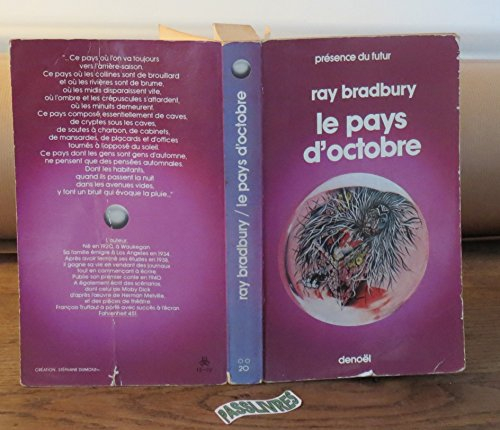 "...Ce pays où l'on va toujours
vers l'arrière-saison.
Ce pays où les collines sont de brouillard
et où les rivières sont de brume,
où les midis disparaissent vite,
où l'ombre et les crépuscules s'attardent,
où les minuits demeurent.
Ce pays composé essentiellement de caves,
de cryptes sous les caves,
de soutes à charbon, de cabinets,
de mansardes, de placards et d'offices
tournés à l'opposé du soleil.
Ce pays dont les gens sont gens d'automne,
ne pensent que des pensées automnales.
Dont les habitants,
quand ils passent la nuit
dans les avenues vides,
y font un bruit qui évoque la pluie..."
L'auteur
Né en 1920, à Waukegan.
Sa famille émigre à Los Angeles en 1934.
Après avoir terminé ses études en 1938,
il gagne sa vie en vendant des journaux
tout en commençant à écrire.
Publie son premier conte en 1940.
A également écrit des scénarios,
dont celui de Moby Dick
d'après l'œuvre de Herman Melville,
et des pièces de théâtre.
François Truffaut a porté avec succès à l'écran
Fahrenheit 451.
CRÉATION : STÉPHANE DUMONT
ray bradbury / le pays d'octobre
20
présence du futur
ray bradbury
le pays
d'octobre
denoël
PASSLIVRES